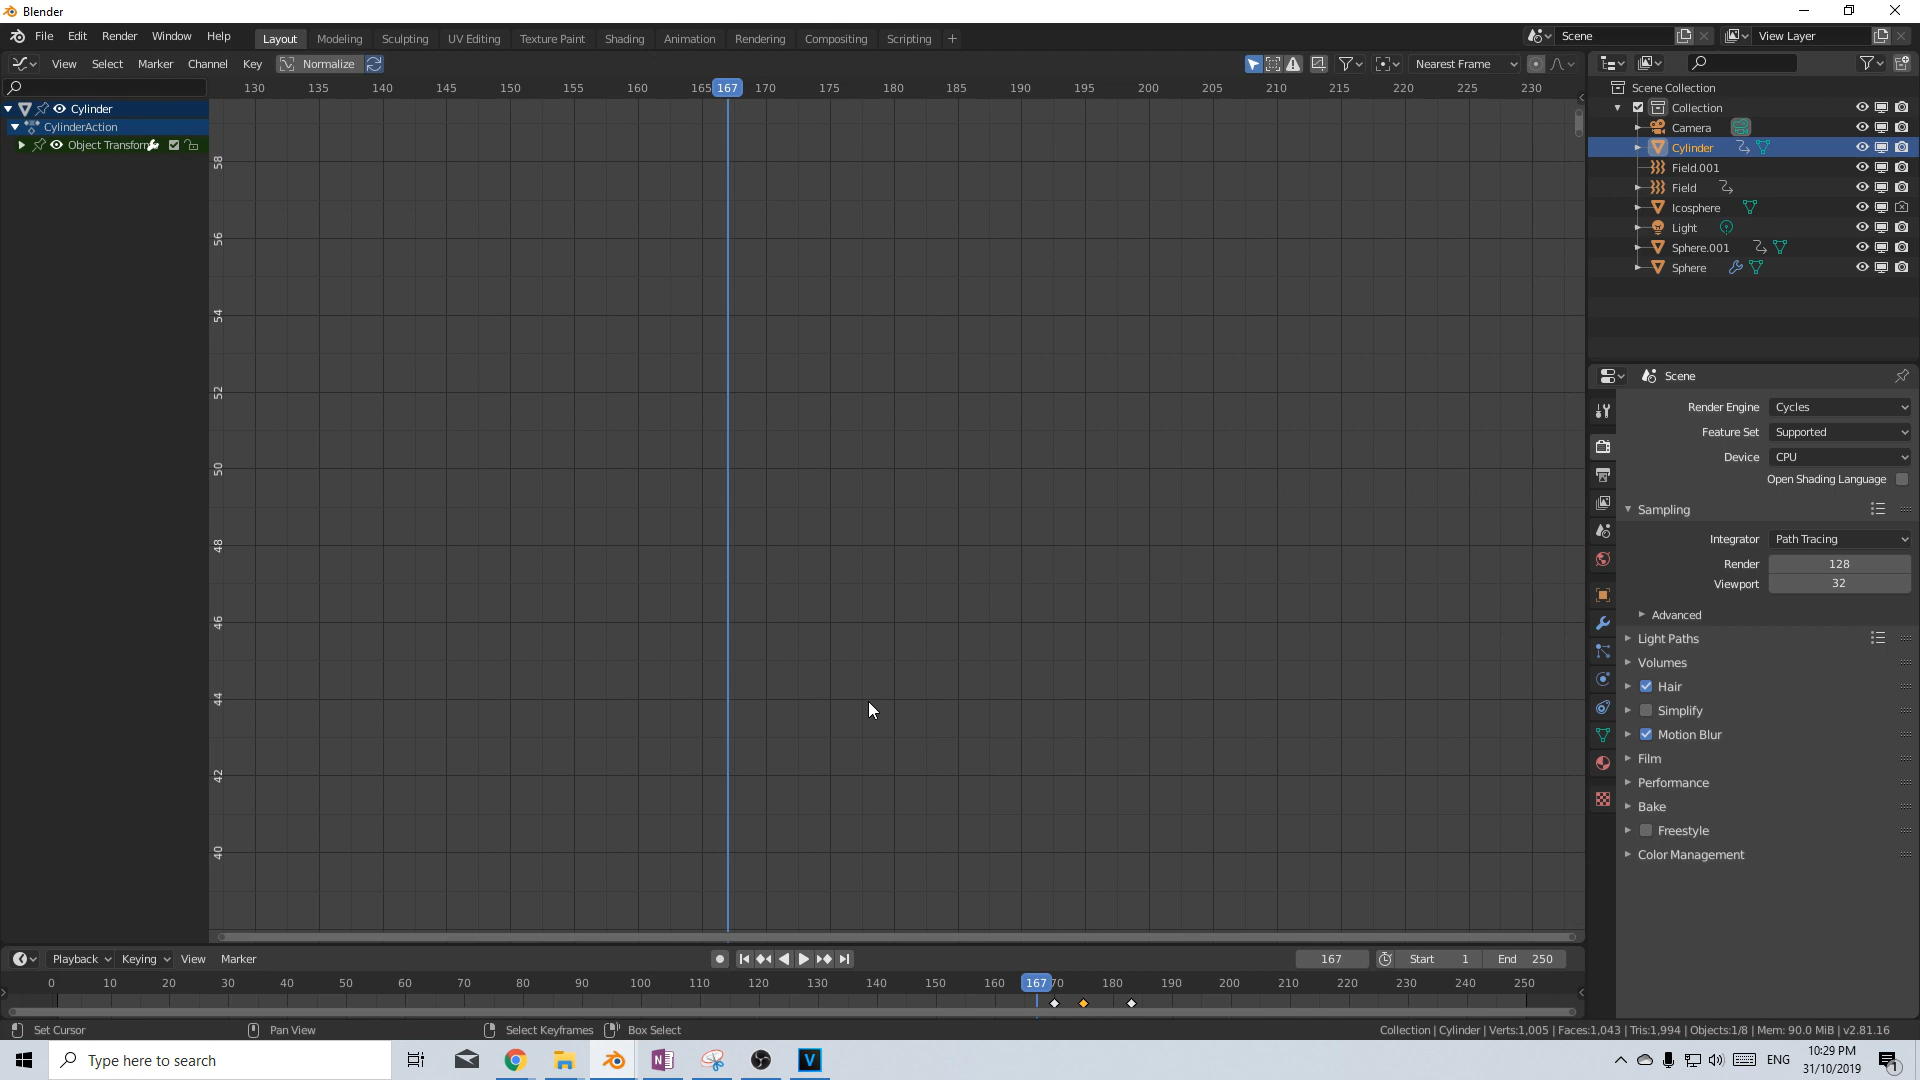 Blender
File Edit Render Window Help
Layout Modeling Sculpting UV Editing Texture Paint Shading Animation Rendering Compositing Scripting +
Scene
View Layer
View Select Marker Channel Key Normalize
Nearest Frame
130 135 140 145 150 155 160 165 167 170 175 180 185 190 195 200 205 210 215 220 225 230
Cylinder
CylinderAction
Object Transform
58
56
54
52
50
48
46
44
42
40
Scene Collection
Collection
Camera
Cylinder
Field.001
Field
Icosphere
Light
Sphere.001
Sphere
Scene
Render Engine Cycles
Feature Set Supported
Device CPU
Open Shading Language
Sampling
Integrator Path Tracing
Render 128
Viewport 32
Advanced
Light Paths
Volumes
Hair
Simplify
Motion Blur
Film
Performance
Bake
Freestyle
Color Management
Playback Keying View Marker
167 Start 1 End 250
0 10 20 30 40 50 60 70 80 90 100 110 120 130 140 150 160 167 70 180 190 200 210 220 230 240 250
Set Cursor Pan View Select Keyframes Box Select
Collection | Cylinder | Verts:1,005 | Faces:1,043 | Tris:1,994 | Objects:1/8 | Mem: 90.0 MiB | v2.81.16
Type here to search
ENG
10:29 PM
31/10/2019